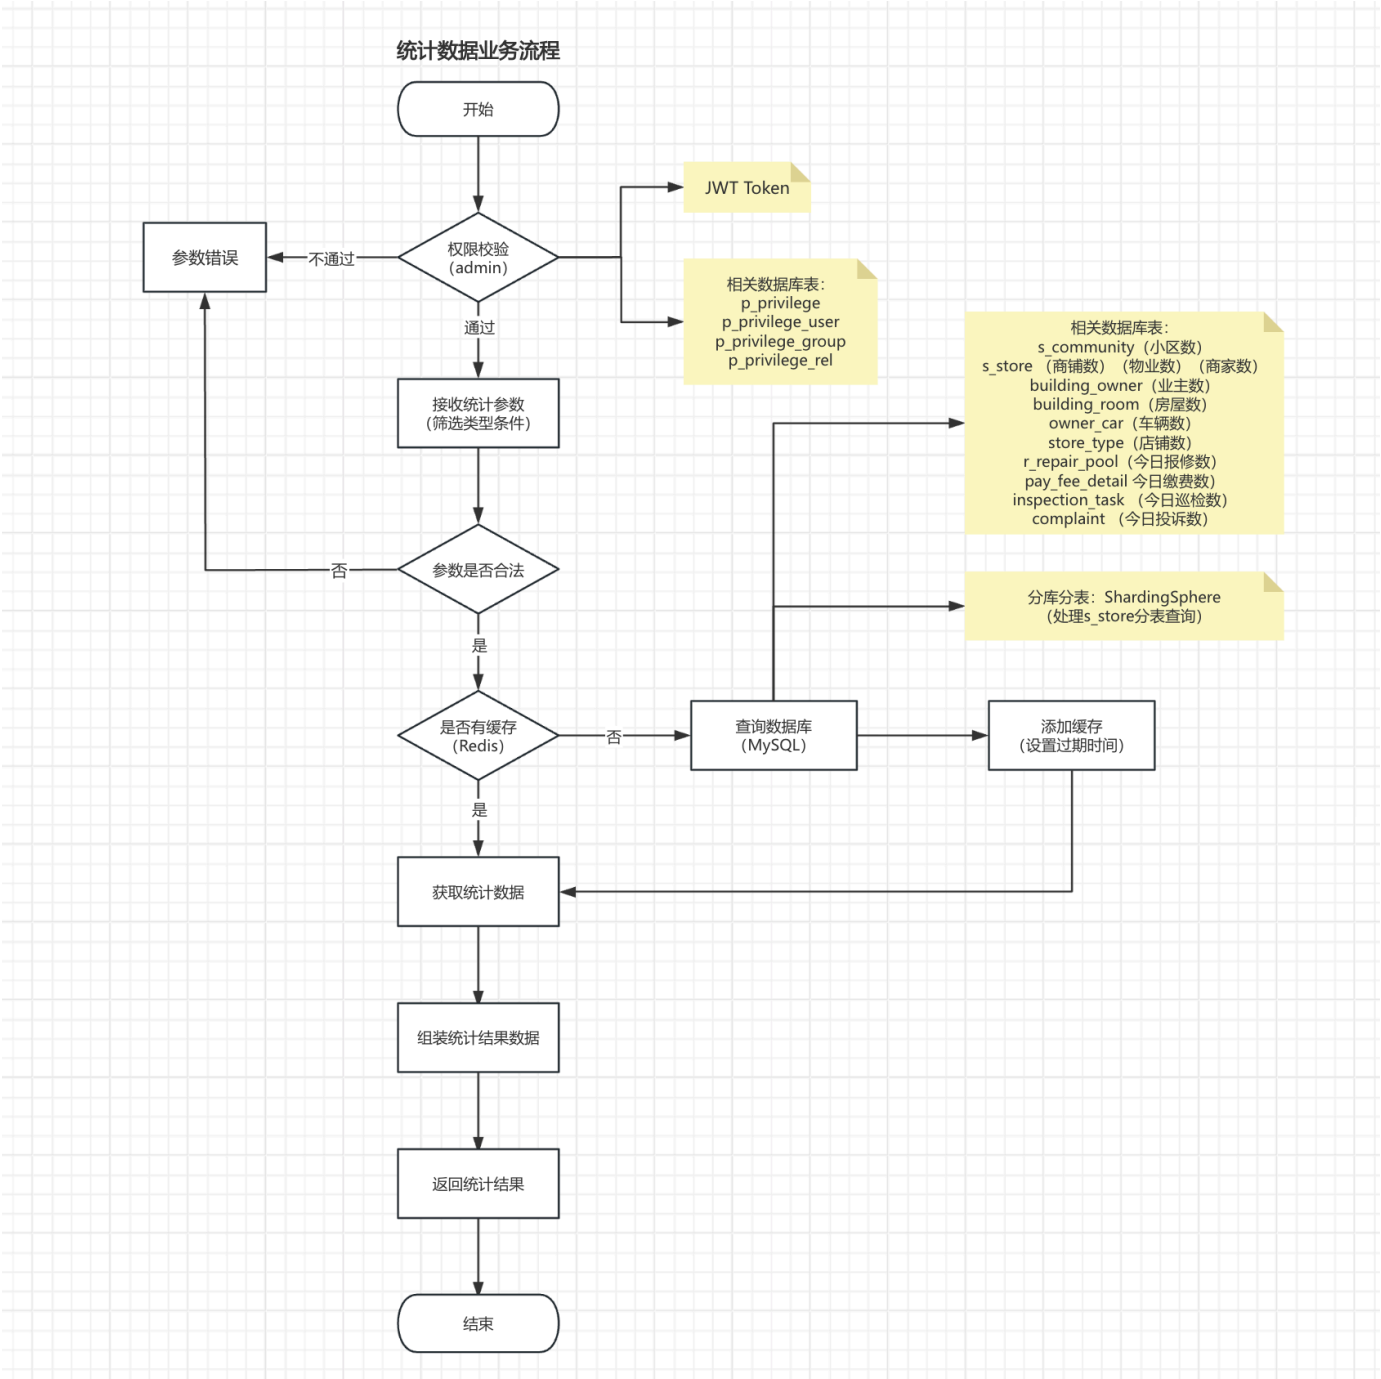 统计数据业务流程
开始
JWT Token
权限校验
（admin）
不通过
参数错误
相关数据库表：
p_privilege
p_privilege_user
p_privilege_group
p_privilege_rel
通过
相关数据库表：
s_community（小区数）
s_store （商铺数）（物业数）（商家数）
building_owner（业主数）
building_room（房屋数）
owner_car（车辆数）
store_type（店铺数）
r_repair_pool（今日报修数）
pay_fee_detail 今日缴费数）
inspection_task （今日巡检数）
complaint （今日投诉数）
接收统计参数
（筛选类型条件）
参数是否合法
否
分库分表：ShardingSphere
（处理s_store分表查询）
是
是否有缓存
（Redis）
否
查询数据库
（MySQL）
添加缓存
（设置过期时间）
是
获取统计数据
组装统计结果数据
返回统计结果
结束